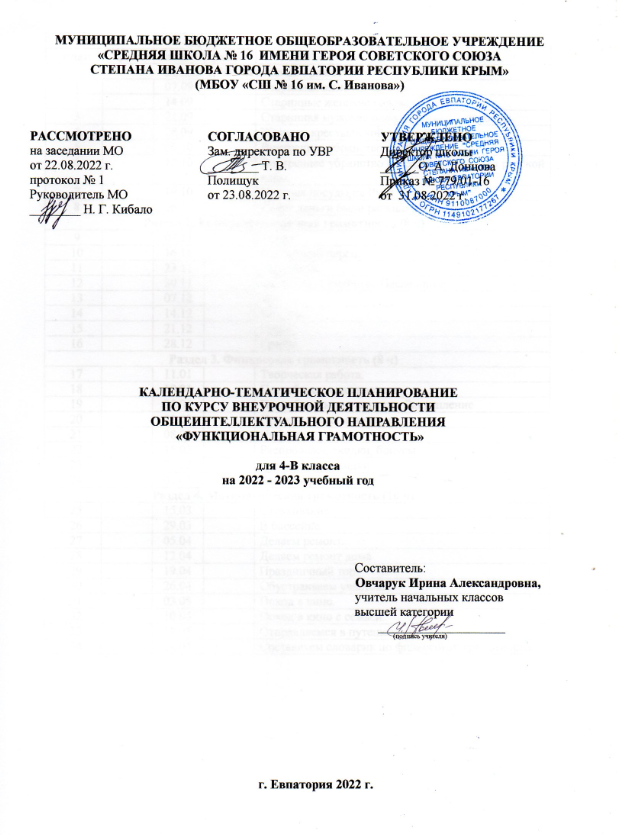 МУНИЦИПАЛЬНОЕ БЮДЖЕТНОЕ ОБЩЕОБРАЗОВАТЕЛЬНОЕ УЧРЕЖДЕНИЕ
«СРЕДНЯЯ ШКОЛА № 16 ИМЕНИ ГЕРОЯ СОВЕТСКОГО СОЮЗА
СТЕПАНА ИВАНОВА ГОРОДА ЕВПАТОРИИ РЕСПУБЛИКИ КРЫМ»
(МБОУ «СШ № 16 им. С. Иванова»)
РАССМОТРЕНО
на заседании МО
от 22.08.2022 г.
протокол № 1
Руководитель МО
Н. Г. Кибало
СОГЛАСОВАНО
Зам. директора по УВР
Т. В.
Полищук
от 23.08.2022 г.
УТВЕРЖДЕНО
Директор школы
О. А. Донцова
Приказ № 779/01-16
от 31.08.2022 г.
МУНИЦИПАЛЬНОЕ
БЮДЖЕТНОЕ
ОГРН 1149102177267
КАЛЕНДАРНО-ТЕМАТИЧЕСКОЕ ПЛАНИРОВАНИЕ
ПО КУРСУ ВНЕУРОЧНОЙ ДЕЯТЕЛЬНОСТИ
ОБЩЕИНТЕЛЛЕКТУАЛЬНОГО НАПРАВЛЕНИЯ
«ФУНКЦИОНАЛЬНАЯ ГРАМОТНОСТЬ»
для 4-В класса
на 2022 - 2023 учебный год
Составитель:
Овчарук Ирина Александровна,
учитель начальных классов
высшей категории
(подпись учителя)
г. Евпатория 2022 г.